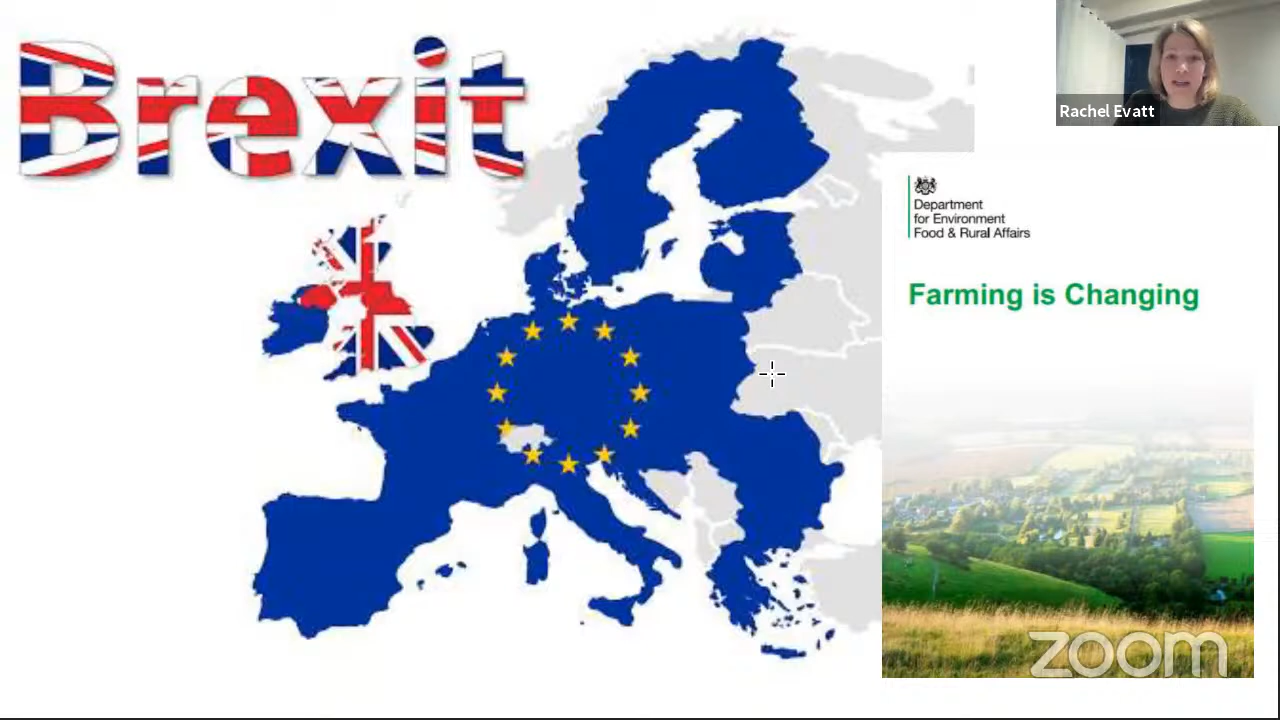 Brexit
Rachel Evatt
Department
for Environment
Food & Rural Affairs
Farming is Changing
zoom